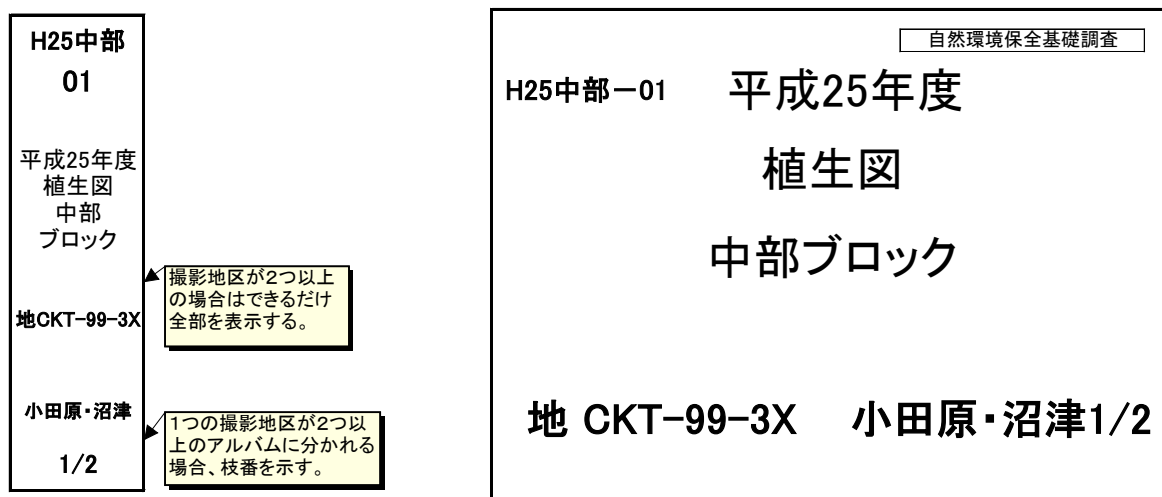 H25中部
01
平成25年度
植生図
中部
ブロック
地CKT-99-3X
小田原・沼津
1/2
撮影地区が2つ以上
の場合はできるだけ
全部を表示する。
1つの撮影地区が2つ以
上のアルバムに分かれる
場合、枝番を示す。
自然環境保全基礎調査
H25中部－01 平成25年度
植生図
中部ブロック
地 CKT-99-3X 小田原・沼津1/2